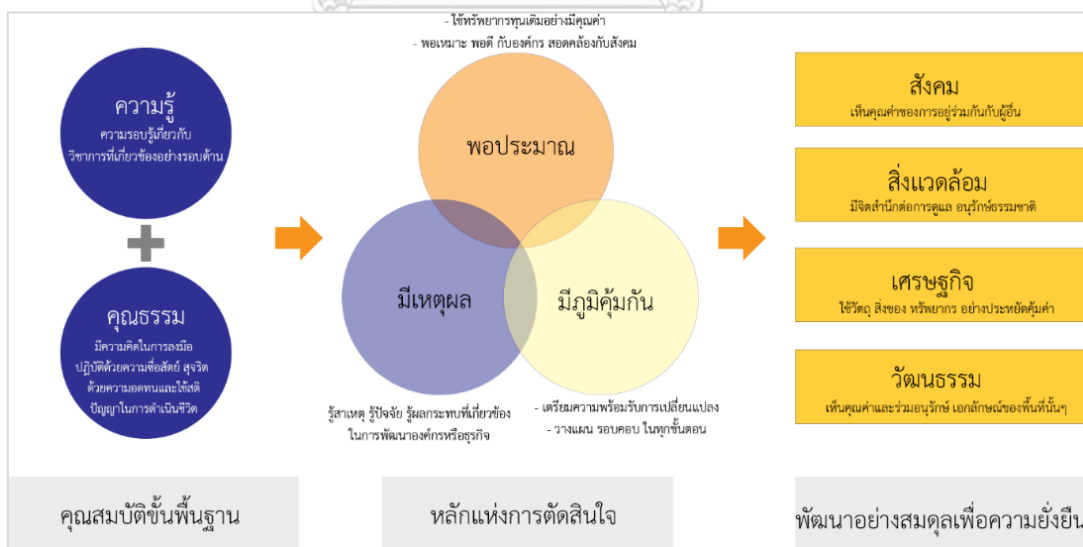 - ใช้ทรัพยากรทุนเดิมอย่างมีคุณค่า
- พอเหมาะ พอดี กับองค์กร สอดคล้องกับสังคม
ความรู้
ความรอบรู้เกี่ยวกับ
วิชาการที่เกี่ยวข้องอย่างรอบด้าน
คุณธรรม
มีความคิดในการลงมือ
ปฏิบัติด้วยความซื่อสัตย์ สุจริต
ด้วยความอดทนและใช้สติ
ปัญญาในการดำเนินชีวิต
พอประมาณ
มีเหตุผล
มีภูมิคุ้มกัน
รู้สาเหตุ รู้ปัจจัย รู้ผลกระทบที่เกี่ยวข้อง
ในการพัฒนาองค์กรหรือธุรกิจ
- เตรียมความพร้อมรับการเปลี่ยนแปลง
- วางแผน รอบคอบ ในทุกขั้นตอน
สังคม
เห็นคุณค่าของการอยู่ร่วมกันกับผู้อื่น
สิ่งแวดล้อม
มีจิตสำนึกต่อการดูแล อนุรักษ์ธรรมชาติ
เศรษฐกิจ
ใช้วัตถุ สิ่งของ ทรัพยากร อย่างประหยัดคุ้มค่า
วัฒนธรรม
เห็นคุณค่าและร่วมอนุรักษ์ เอกลักษณ์ของพื้นที่นั้นๆ
คุณสมบัติขั้นพื้นฐาน
หลักแห่งการตัดสินใจ
พัฒนาอย่างสมดุลเพื่อความยั่งยืน